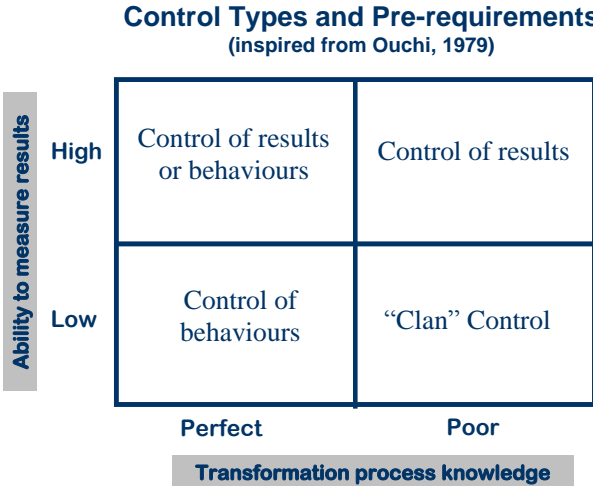 Control Types and Pre-requirements
(inspired from Ouchi, 1979)
Ability to measure results
High
Control of results
or behaviours
Control of results
Low
Control of
behaviours
“Clan” Control
Perfect
Poor
Transformation process knowledge